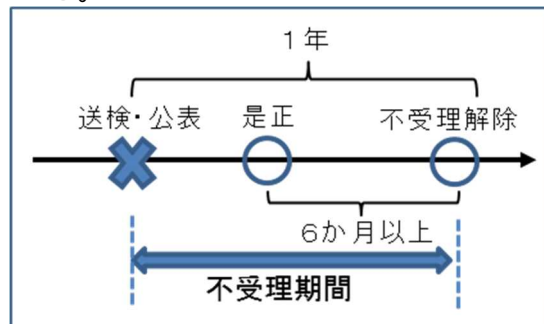 １年
送検・公表
是正
不受理解除
６か月以上
不受理期間